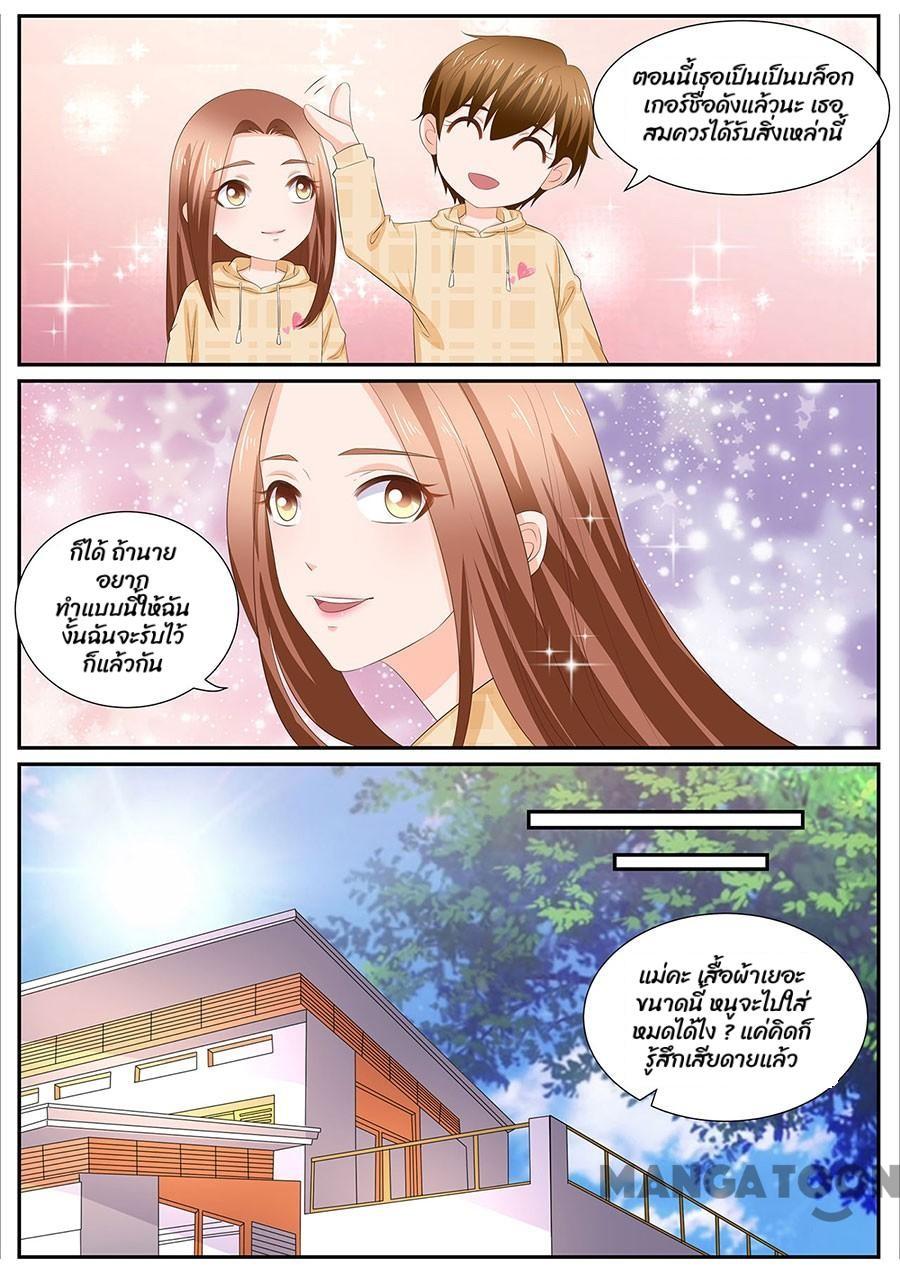 ตอนนี้เธอเป็นเป็นบล็อก
เกอร์ชื่อดังแล้วนะ เธอ
สมควรได้รับสิ่งเหล่านี้
ก็ได้ ถ้านาย
อยาก
ทำแบบนี้ให้ฉัน
งั้นฉันจะรับไว้
ก็แล้วกัน
แม่คะ เสื้อผ้าเยอะ
ขนาดนี้ หนูจะไปใส่
หมดได้ไง ? แค่คิดก็
รู้สึกเสียดายแล้ว
MANGATOON